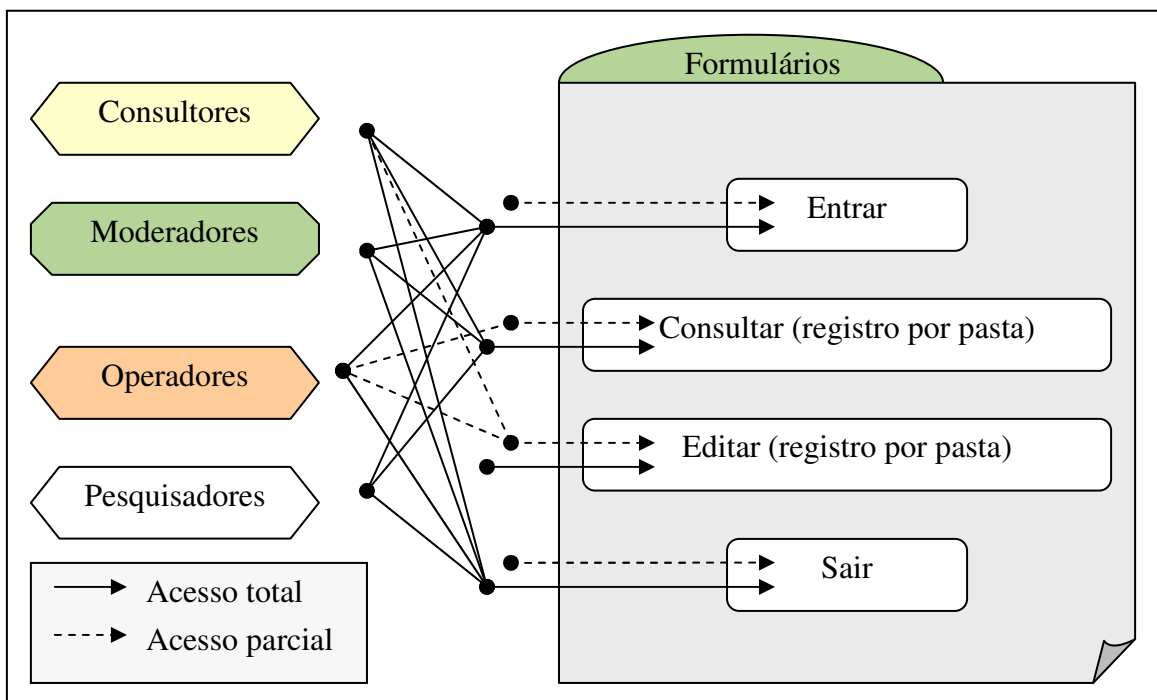 Formulários
Consultores
Moderadores
Operadores
Pesquisadores
Entrar
Consultar (registro por pasta)
Editar (registro por pasta)
Sair
Acesso total
Acesso parcial